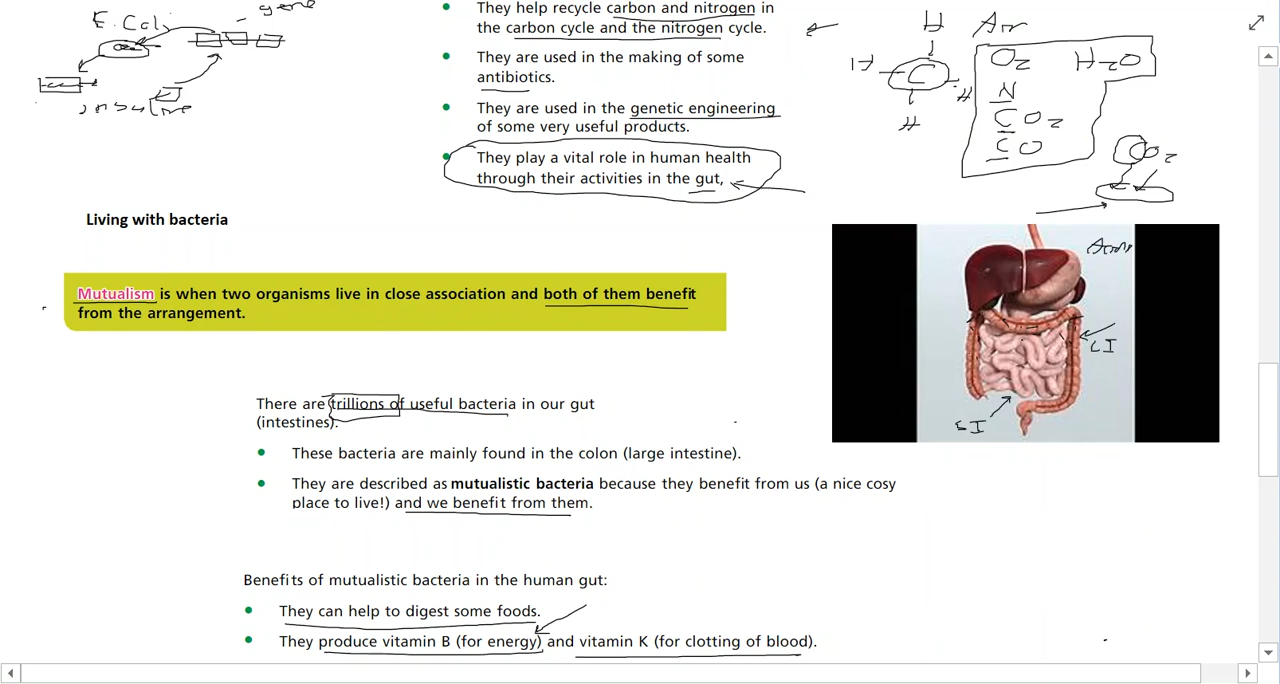 gene
E. Coli
They help recycle carbon and nitrogen in
the carbon cycle and the nitrogen cycle.
They are used in the making of some
antibiotics.
They are used in the genetic engineering
of some very useful products.
They play a vital role in human health
through their activities in the gut,
H
H C H
H
Air
O2 H2O
N
CO2
CO
CO2
Living with bacteria
Mutualism is when two organisms live in close association and both of them benefit
from the arrangement.
LI
SI
There are trillions of useful bacteria in our gut
(intestines).
These bacteria are mainly found in the colon (large intestine).
They are described as mutualistic bacteria because they benefit from us (a nice cosy
place to live!) and we benefit from them.
Benefits of mutualistic bacteria in the human gut:
They can help to digest some foods.
They produce vitamin B (for energy) and vitamin K (for clotting of blood).